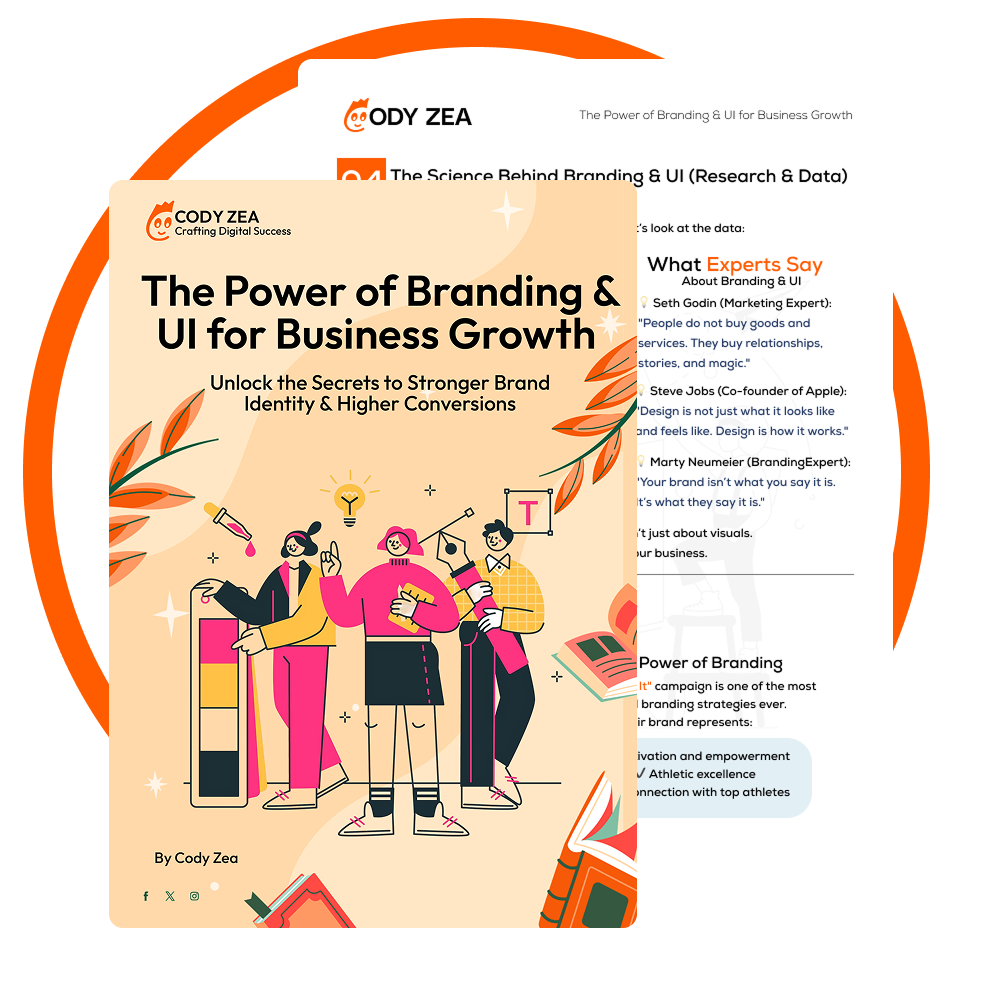 CODY ZEA
Crafting Digital Success
The Power of Branding &
UI for Business Growth
Unlock the Secrets to Stronger Brand
Identity & Higher Conversions
T
By Cody Zea
ODY ZEA
The Power of Branding & UI for Business Growth
04 The Science Behind Branding & UI (Research & Data)
's look at the data:
What Experts Say
About Branding & UI
Seth Godin (Marketing Expert):
"People do not buy goods and
services. They buy relationships,
stories, and magic."
Steve Jobs (Co-founder of Apple):
"Design is not just what it looks like
and feels like. Design is how it works."
Marty Neumeier (BrandingExpert):
"Your brand isn’t what you say it is.
It’s what they say it is."
’t just about visuals.
ur business.
Power of Branding
It" campaign is one of the most
branding strategies ever.
ir brand represents:
ivation and empowerment
✓ Athletic excellence
onnection with top athletes